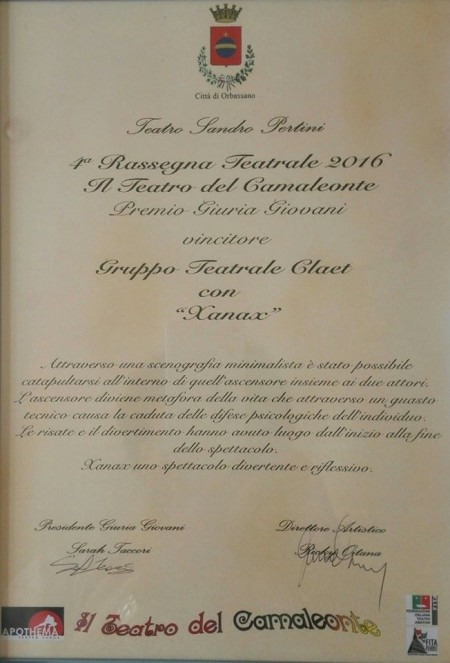 Città di Orbassano
Teatro Sandro Pertini
4ª Rassegna Teatrale 2016
Il Teatro del Camaleonte
Premio Giuria Giovani
vincitore
Gruppo Teatrale Claet
con
"Xanax"
Attraverso una scenografia minimalista è stato possibile
catapultarsi all'interno di quell'ascensore insieme ai due attori.
L'ascensore diviene metafora della vita che attraverso un guasto
tecnico causa la caduta delle difese psicologiche dell'individuo.
Le risate e il divertimento hanno avuto luogo dall'inizio alla fine
dello spettacolo.
Xanax uno spettacolo divertente e riflessivo.
Presidente Giuria Giovani
Direttore Artistico
Sarah Taccori
APOTHEMA
Il Teatro del Camaleonte
FITA